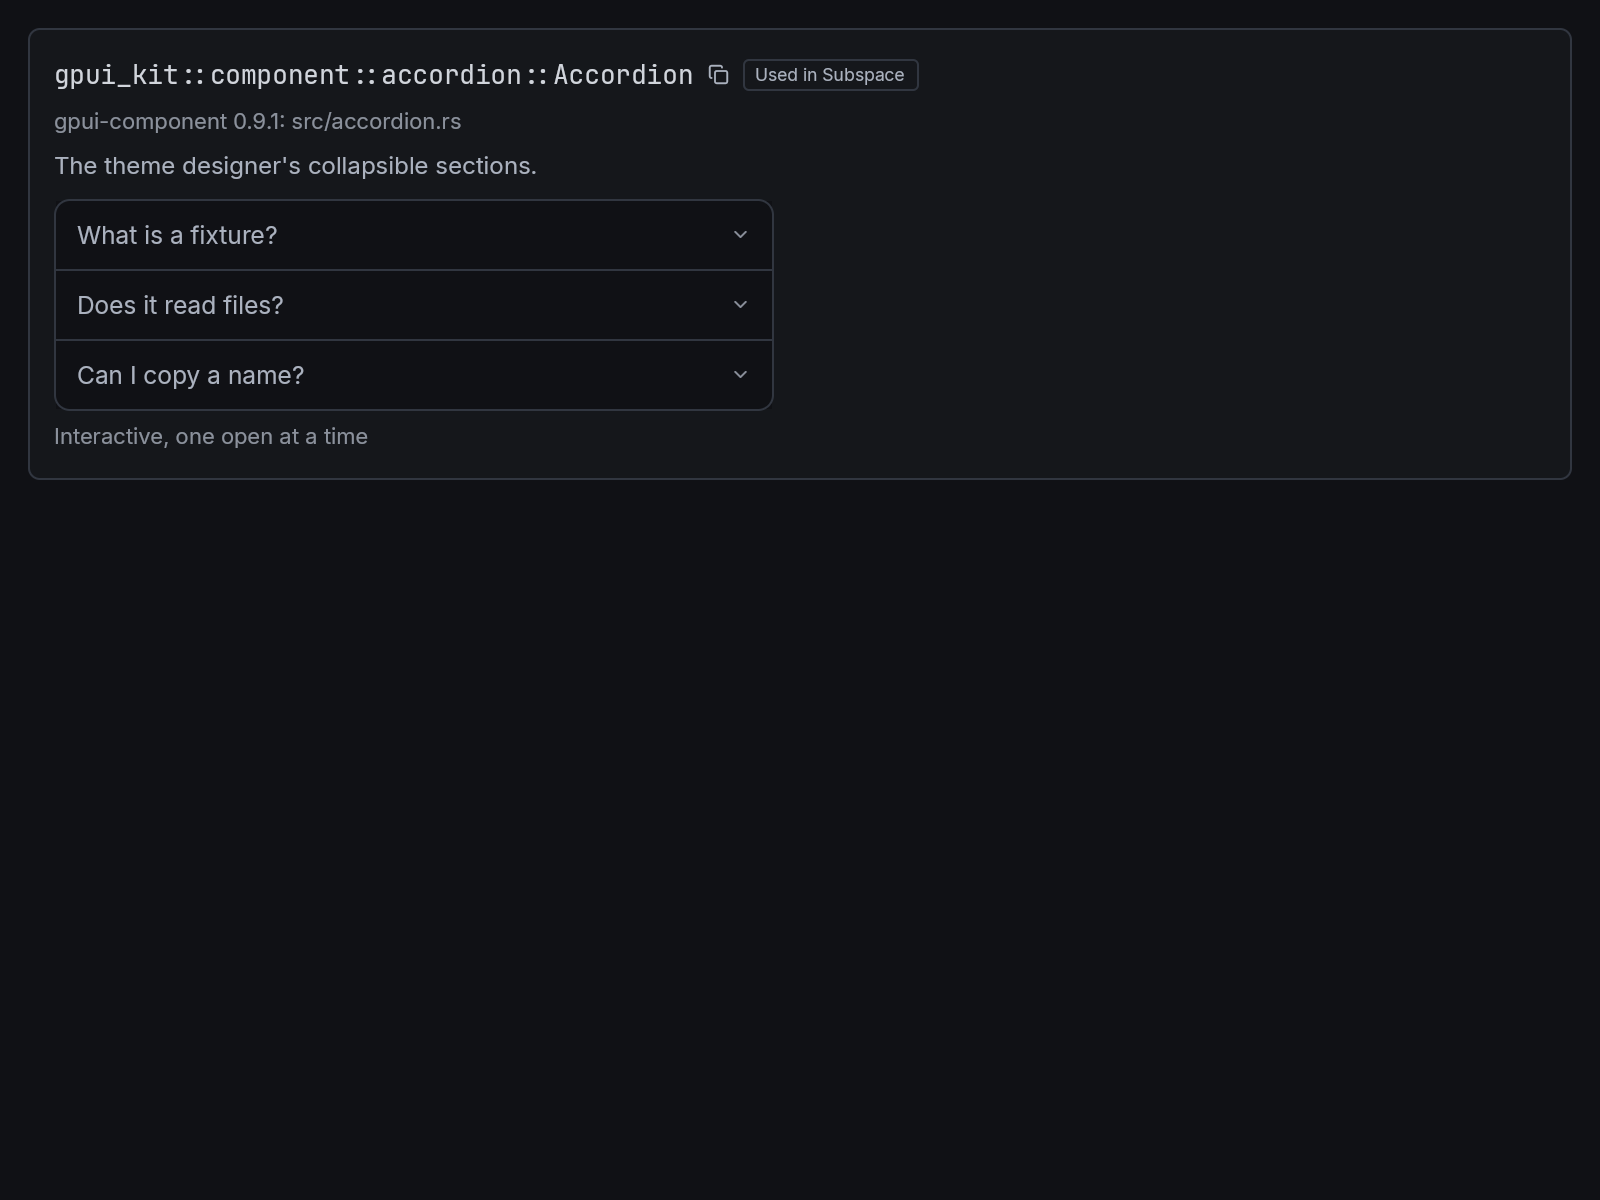 gpui_kit::component::accordion::Accordion Used in Subspace
gpui-component 0.9.1: src/accordion.rs
The theme designer's collapsible sections.
What is a fixture?
Does it read files?
Can I copy a name?
Interactive, one open at a time